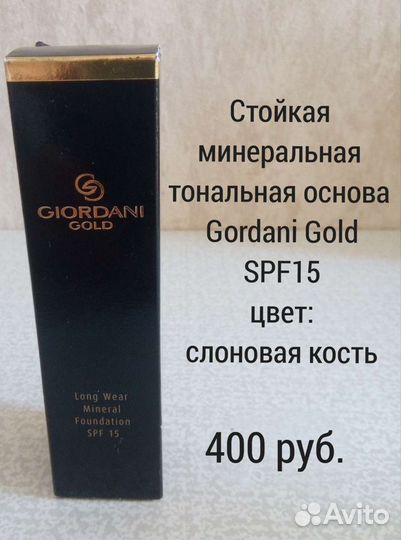 GIORDANI
GOLD
Long Wear
Mineral
Foundation
SPF 15
Стойкая
минеральная
тональная основа
Gordani Gold
SPF15
цвет:
слоновая кость
400 руб.
Avito